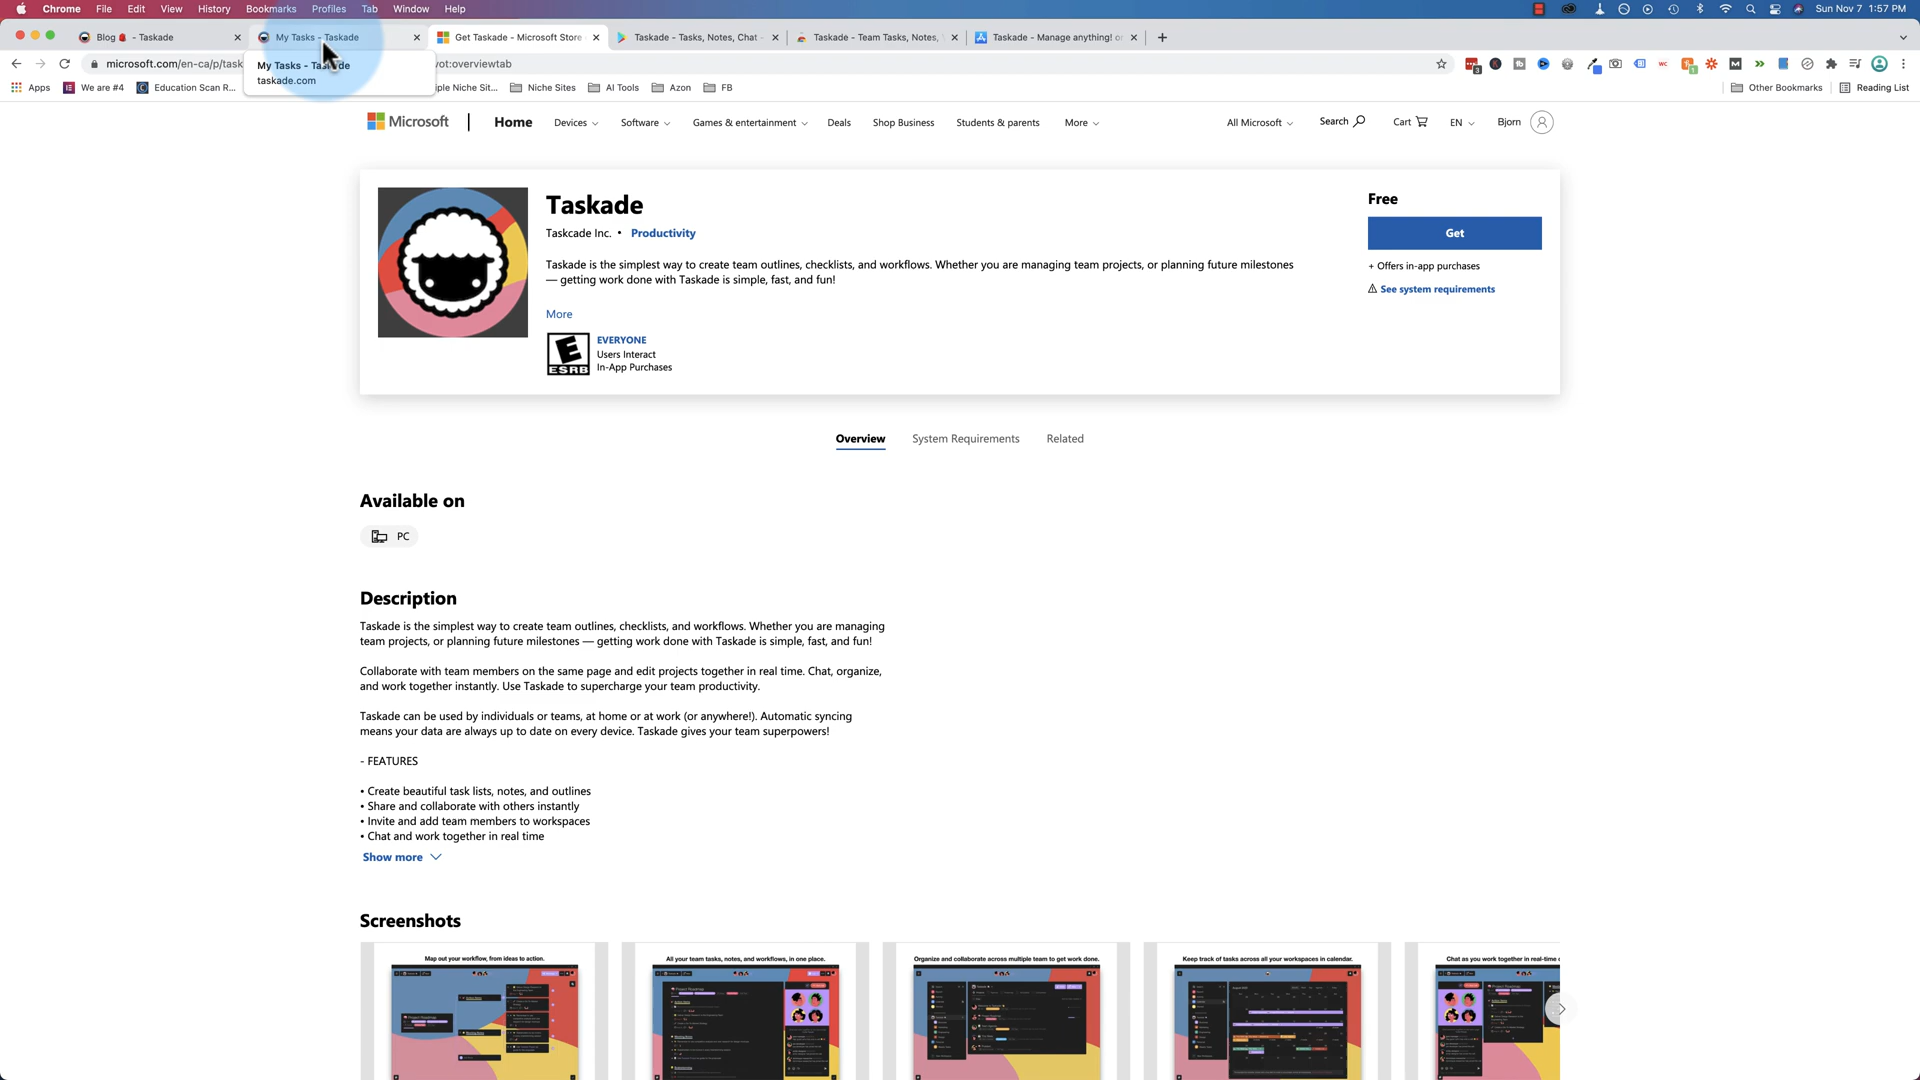 Chrome File Edit View History Bookmarks Profiles Tab Window Help
Sun Nov 7 1:57 PM
Blog - Taskade
My Tasks - Taskade
Get Taskade - Microsoft Store
Taskade - Tasks, Notes, Chat
Taskade - Team Tasks, Notes,
Taskade - Manage anything!
microsoft.com/en-ca/p/task
vot:overviewtab
My Tasks - Taskade
taskade.com
Apps
We are #4
Education Scan R...
iple Niche Sit...
Niche Sites
AI Tools
Azon
FB
Other Bookmarks
Reading List
Microsoft
Home
Devices
Software
Games & entertainment
Deals
Shop Business
Students & parents
More
All Microsoft
Search
Cart
EN
Bjorn
Taskade
Taskcade Inc. • Productivity
Taskade is the simplest way to create team outlines, checklists, and workflows. Whether you are managing team projects, or planning future milestones
— getting work done with Taskade is simple, fast, and fun!
More
E
ESRB
EVERYONE
Users Interact
In-App Purchases
Free
Get
+ Offers in-app purchases
See system requirements
Overview
System Requirements
Related
Available on
PC
Description
Taskade is the simplest way to create team outlines, checklists, and workflows. Whether you are managing
team projects, or planning future milestones — getting work done with Taskade is simple, fast, and fun!
Collaborate with team members on the same page and edit projects together in real time. Chat, organize,
and work together instantly. Use Taskade to supercharge your team productivity.
Taskade can be used by individuals or teams, at home or at work (or anywhere!). Automatic syncing
means your data are always up to date on every device. Taskade gives your team superpowers!
- FEATURES
• Create beautiful task lists, notes, and outlines
• Share and collaborate with others instantly
• Invite and add team members to workspaces
• Chat and work together in real time
Show more
Screenshots
Map out your workflow, from ideas to action.
All your team tasks, notes, and workflows, in one place.
Organize and collaborate across multiple team to get work done.
Keep track of tasks across all your workspaces in calendar.
Chat as you work together in real-time